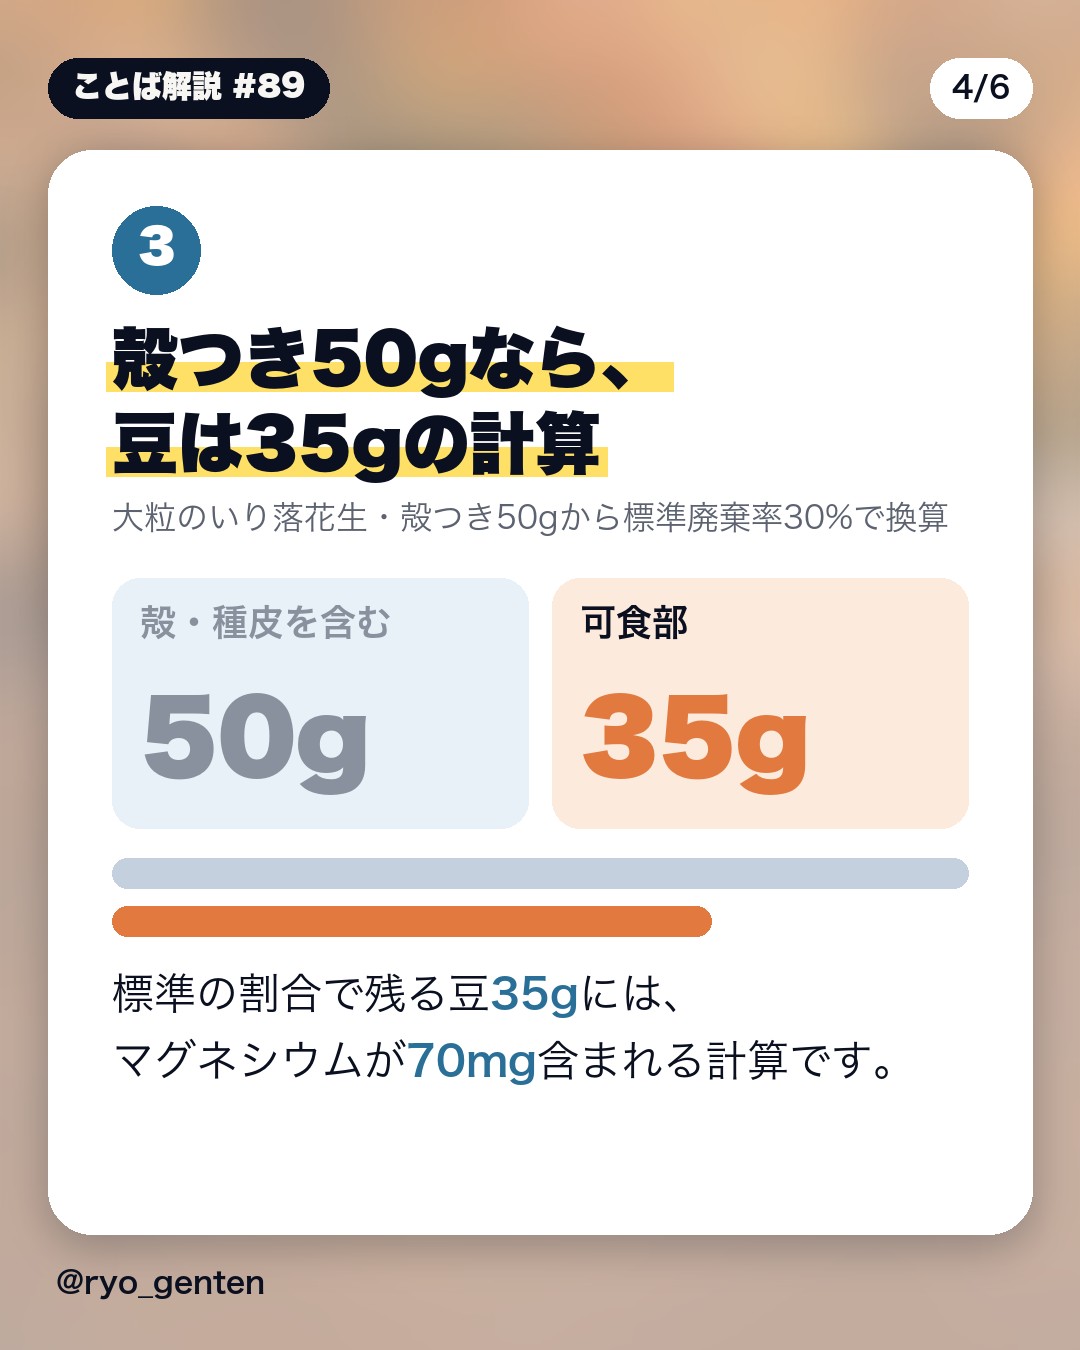 ことば解説 #89
4/6
3
殻つき50gなら、
豆は35gの計算
大粒のいり落花生・殻つき50gから標準廃棄率30%で換算
殻・種皮を含む
可食部
50g
35g
標準の割合で残る豆35gには、
マグネシウムが70mg含まれる計算です。
@ryo_genten